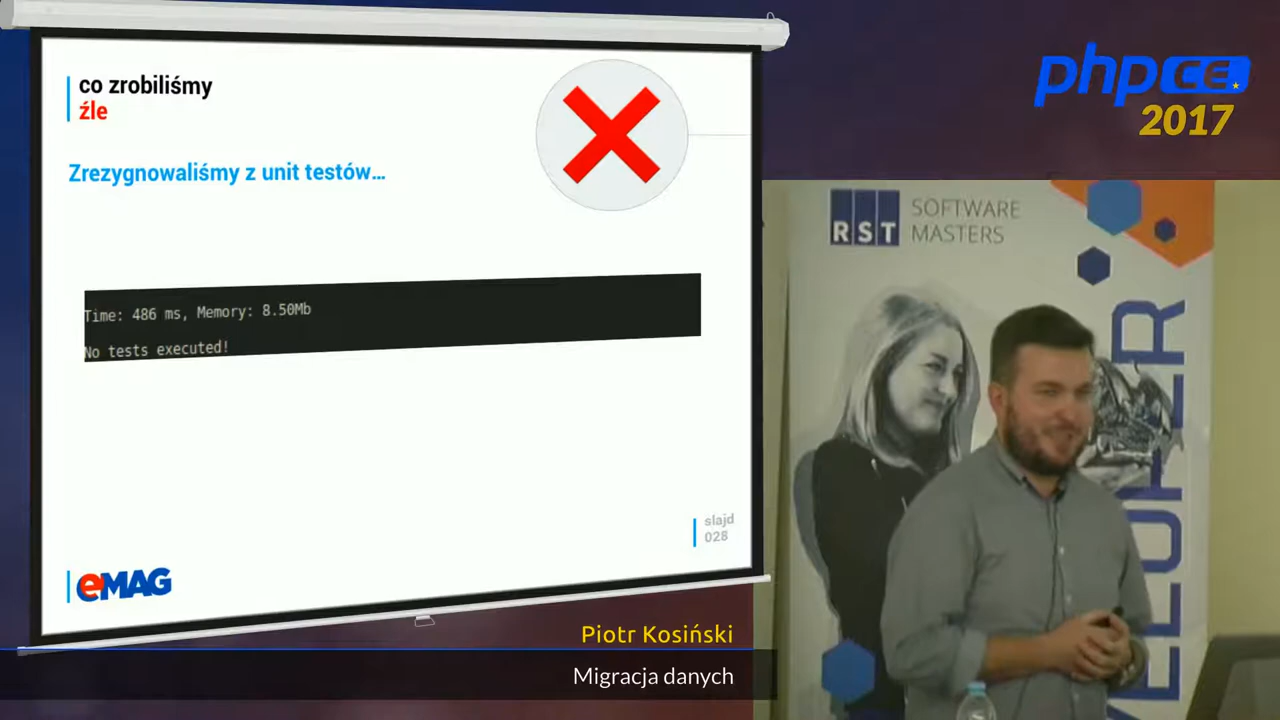 co zrobiliśmy
źle
Zrezygnowaliśmy z unit testów...
Time: 486 ms, Memory: 8.50Mb
No tests executed!
slajd
028
eMAG
phpCE
2017
RST
SOFTWARE
MASTERS
VELOPER
Piotr Kosiński
Migracja danych